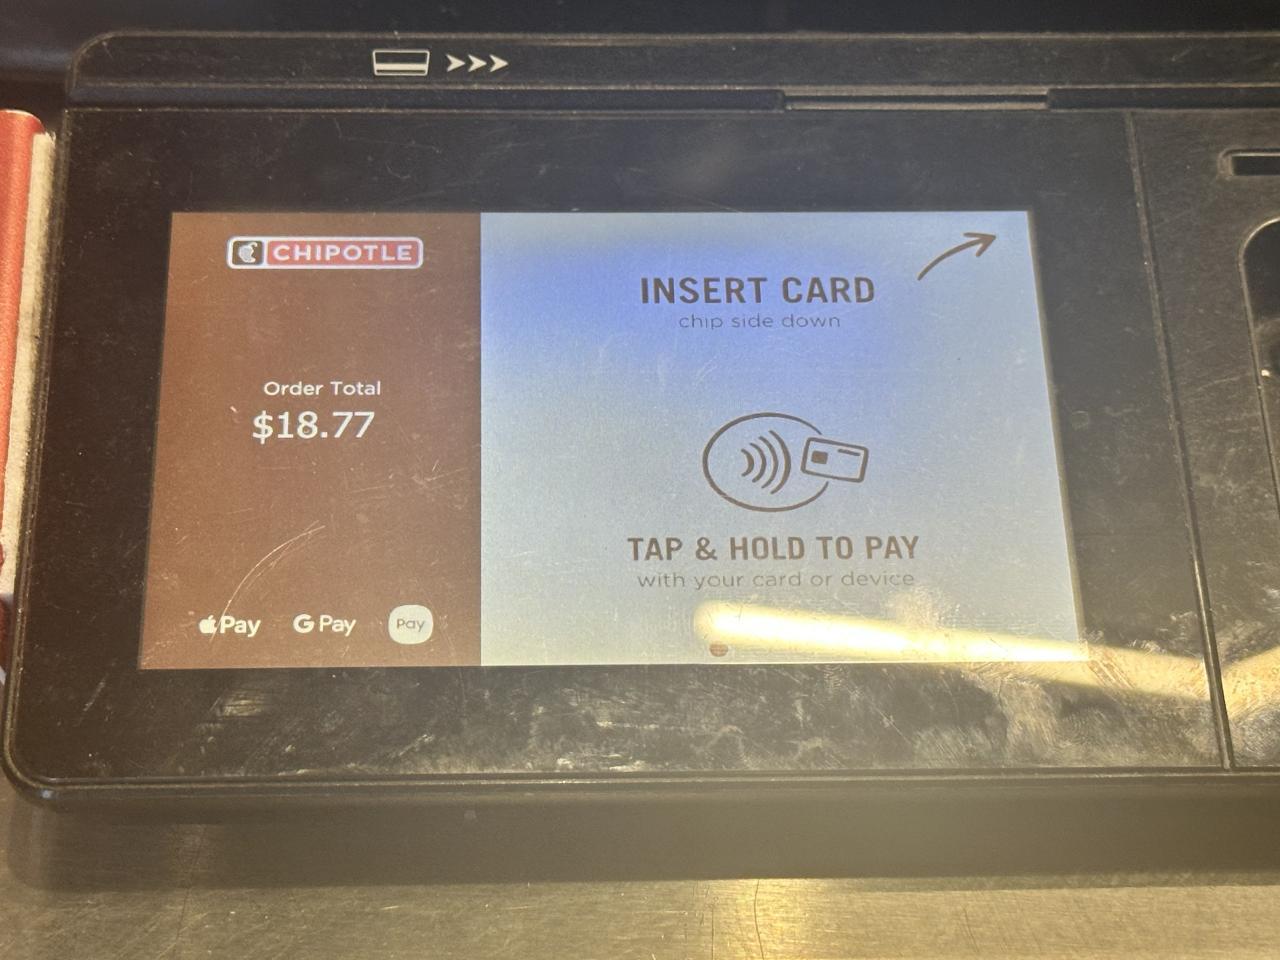 CHIPOTLE
Order Total
$18.77
Pay
G Pay
Pay
INSERT CARD
chip side down
TAP & HOLD TO PAY
with your card or device